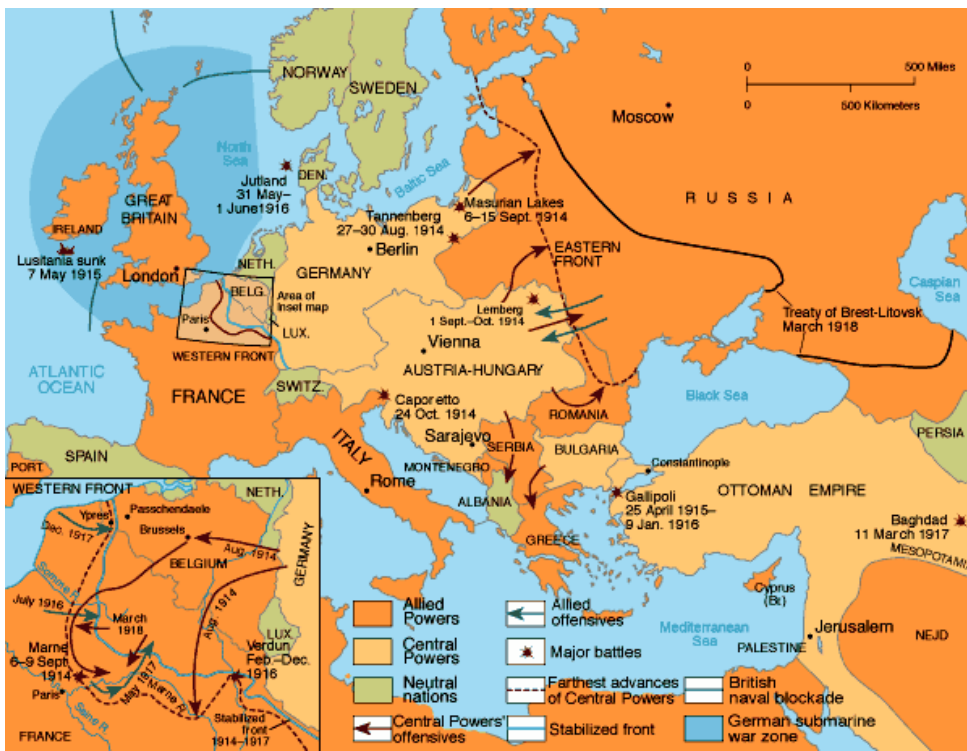 NORWAY
SWEDEN
0 500 Miles
0 500 Kilometers
Moscow
North
Sea
Jutland
31 May–
1 June1916
DEN.
Baltic Sea
Masurian Lakes
6–15 Sept. 1914
RUSSIA
GREAT
BRITAIN
IRELAND
Lusitania sunk
7 May 1915
London
Tannenberg
27–30 Aug. 1914
Berlin
NETH.
GERMANY
EASTERN
FRONT
Caspian
Sea
BELG.
Area of
Inset map
Paris
LUX.
WESTERN FRONT
Lemberg
1 Sept.–Oct. 1914
Treaty of Brest-Litovsk
March 1918
Vienna
ATLANTIC
OCEAN
FRANCE
SWITZ.
AUSTRIA-HUNGARY
Caporetto
24 Oct. 1914
ROMANIA
Black Sea
PERSIA
ITALY
Sarajevo
SERBIA
BULGARIA
MONTENEGRO
Constantinople
PORT.
SPAIN
Rome
ALBANIA
Gallipoli
25 April 1915–
9 Jan. 1916
OTTOMAN EMPIRE
Baghdad
11 March 1917
MESOPOTAMI
GREECE
Cyprus
(Br.)
Mediterranean
Sea
PALESTINE
Jerusalem
NEJD
WESTERN FRONT
NETH.
Ypres
Passchendaele
Dec. 1917
Brussels
Aug. 1914
BELGIUM
GERMANY
Somme R.
July 1916
March
1918
Aug. 1914
LUX.
Marne
6–9 Sept.
1914
Verdun
Feb.–Dec.
1916
Paris
May 1917
Marne R.
Seine R.
Stabilized
front
1914–1917
FRANCE
Allied
Powers
Allied
offensives
Central
Powers
Major battles
Neutral
nations
Farthest advances
of Central Powers
British
naval blockade
Central Powers'
offensives
Stabilized front
German submarine
war zone